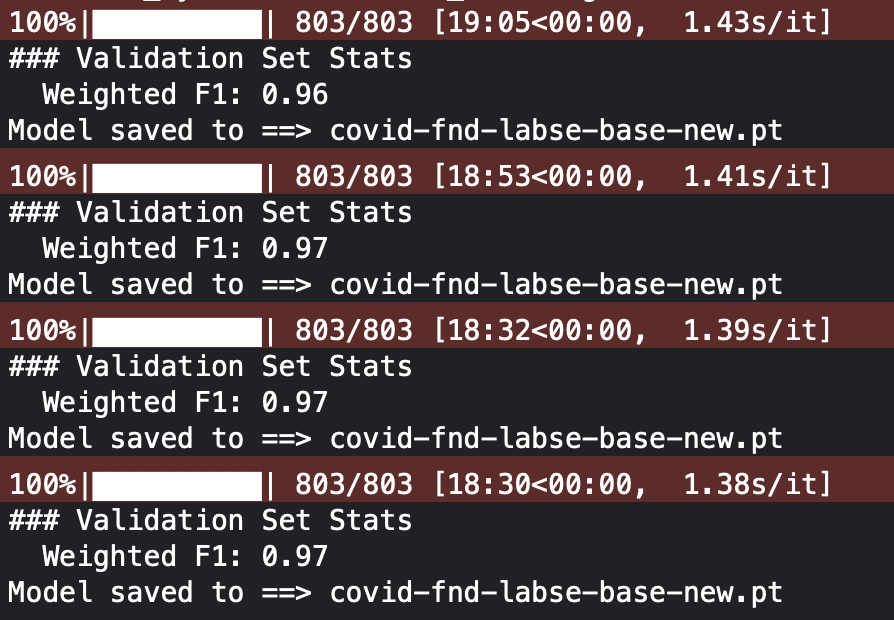 100%|██████████| 803/803 [19:05<00:00,  1.43s/it]
### Validation Set Stats
  Weighted F1: 0.96
Model saved to ==> covid-fnd-labse-base-new.pt
100%|██████████| 803/803 [18:53<00:00,  1.41s/it]
### Validation Set Stats
  Weighted F1: 0.97
Model saved to ==> covid-fnd-labse-base-new.pt
100%|██████████| 803/803 [18:32<00:00,  1.39s/it]
### Validation Set Stats
  Weighted F1: 0.97
Model saved to ==> covid-fnd-labse-base-new.pt
100%|██████████| 803/803 [18:30<00:00,  1.38s/it]
### Validation Set Stats
  Weighted F1: 0.97
Model saved to ==> covid-fnd-labse-base-new.pt